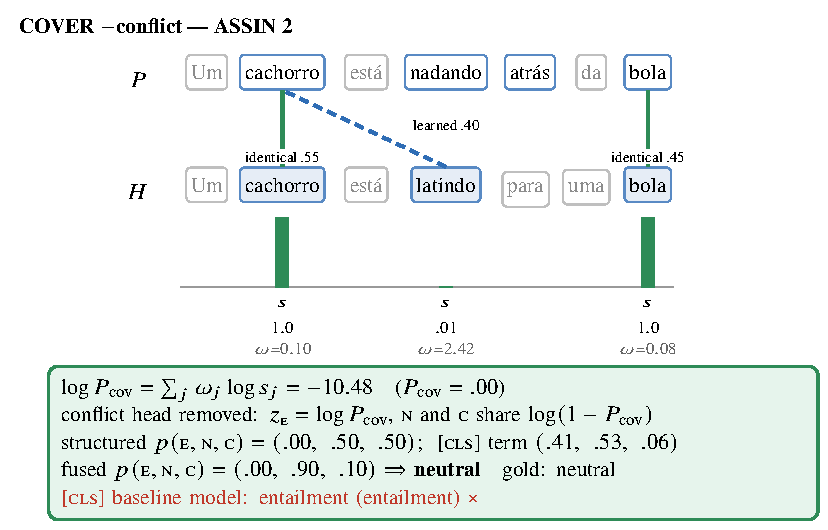 COVER −conflict — ASSIN 2
P Um cachorro está nadando atrás da bola
learned .40
identical .55 identical .45
H Um cachorro está latindo para uma bola
s s s
1.0 .01 1.0
ω=0.10 ω=2.42 ω=0.08
log P_cov = ∑_j ω_j log s_j = −10.48 (P_cov = .00)
conflict head removed: z_E = log P_cov, N and C share log(1 − P_cov)
structured p(E, N, C) = (.00, .50, .50); [CLS] term (.41, .53, .06)
fused p(E, N, C) = (.00, .90, .10) ⇒ neutral gold: neutral
[CLS] baseline model: entailment (entailment) ×